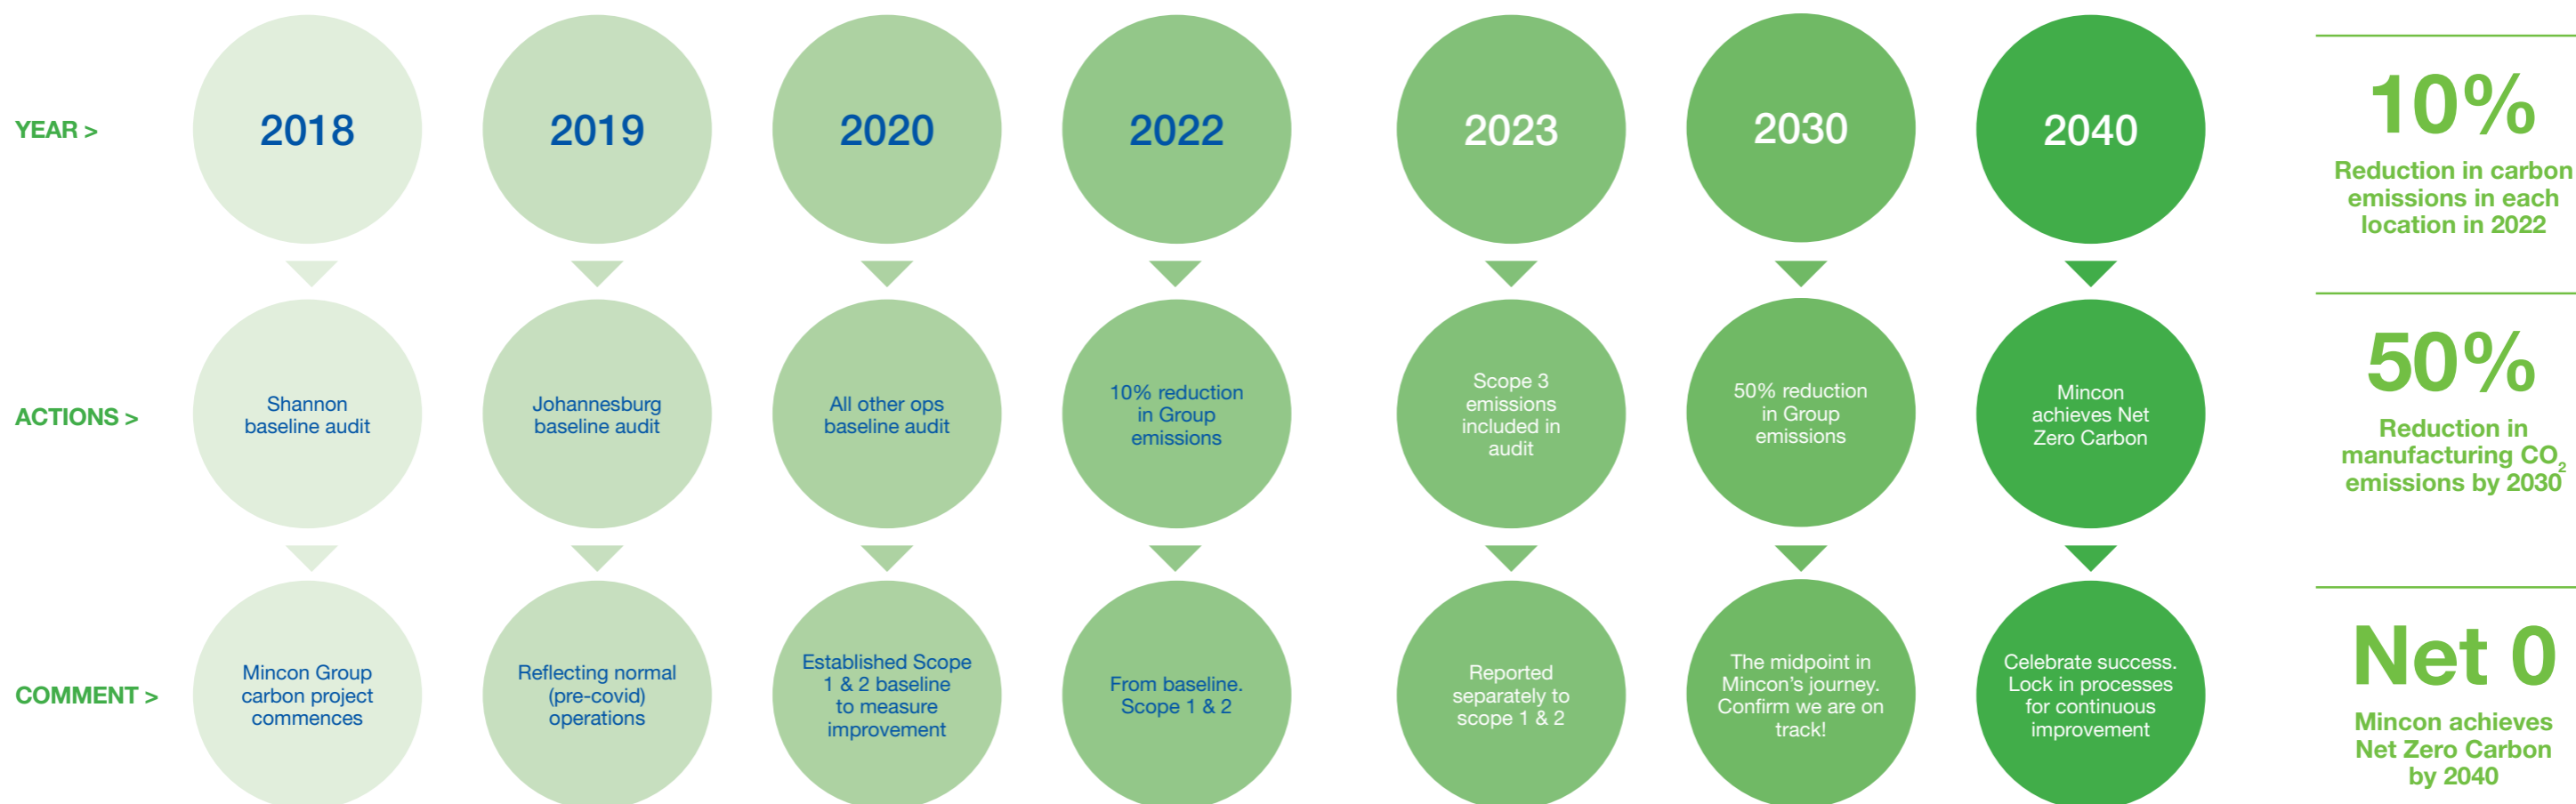 YEAR >
2018
2019
2020
2022
2023
2030
2040
10%
Reduction in carbon
emissions in each
location in 2022
ACTIONS >
Shannon
baseline audit
Johannesburg
baseline audit
All other ops
baseline audit
10% reduction
in Group
emissions
Scope 3
emissions
included in
audit
50% reduction
in Group
emissions
Mincon
achieves Net
Zero Carbon
50%
Reduction in
manufacturing CO₂
emissions by 2030
COMMENT >
Mincon Group
carbon project
commences
Reflecting normal
(pre-covid)
operations
Established Scope
1 & 2 baseline
to measure
improvement
From baseline.
Scope 1 & 2
Reported
separately to
scope 1 & 2
The midpoint in
Mincon’s journey.
Confirm we are on
track!
Celebrate success.
Lock in processes
for continuous
improvement
Net 0
Mincon achieves
Net Zero Carbon
by 2040